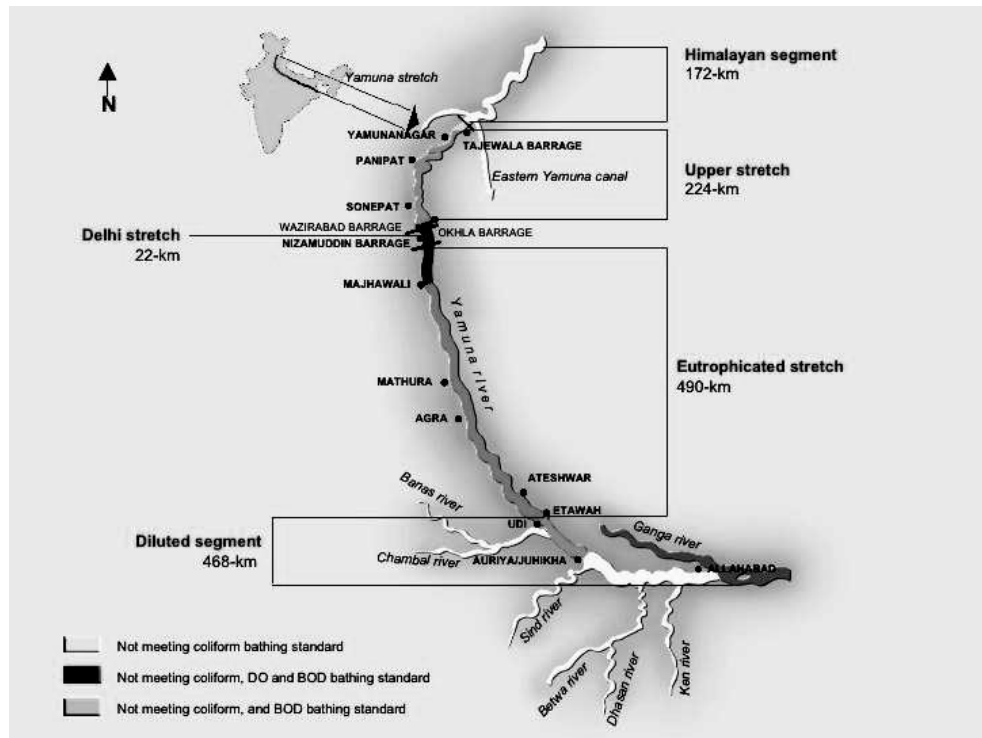 Yamuna stretch
N
Himalayan segment
172-km
YAMUNANAGAR
TAJEWALA BARRAGE
PANIPAT
Eastern Yamuna canal
Upper stretch
224-km
SONEPAT
WAZIRABAD BARRAGE
OKHLA BARRAGE
Delhi stretch
22-km
NIZAMUDDIN BARRAGE
MAJHAWALI
Yamuna river
Eutrophicated stretch
490-km
MATHURA
AGRA
ATESHWAR
Banas river
ETAWAH
UDI
Ganga river
Diluted segment
468-km
Chambal river
AURIYA/JUHIKHA
ALLAHABAD
Sind river
Betwa river
Dhasan river
Ken river
Not meeting coliform bathing standard
Not meeting coliform, DO and BOD bathing standard
Not meeting coliform, and BOD bathing standard